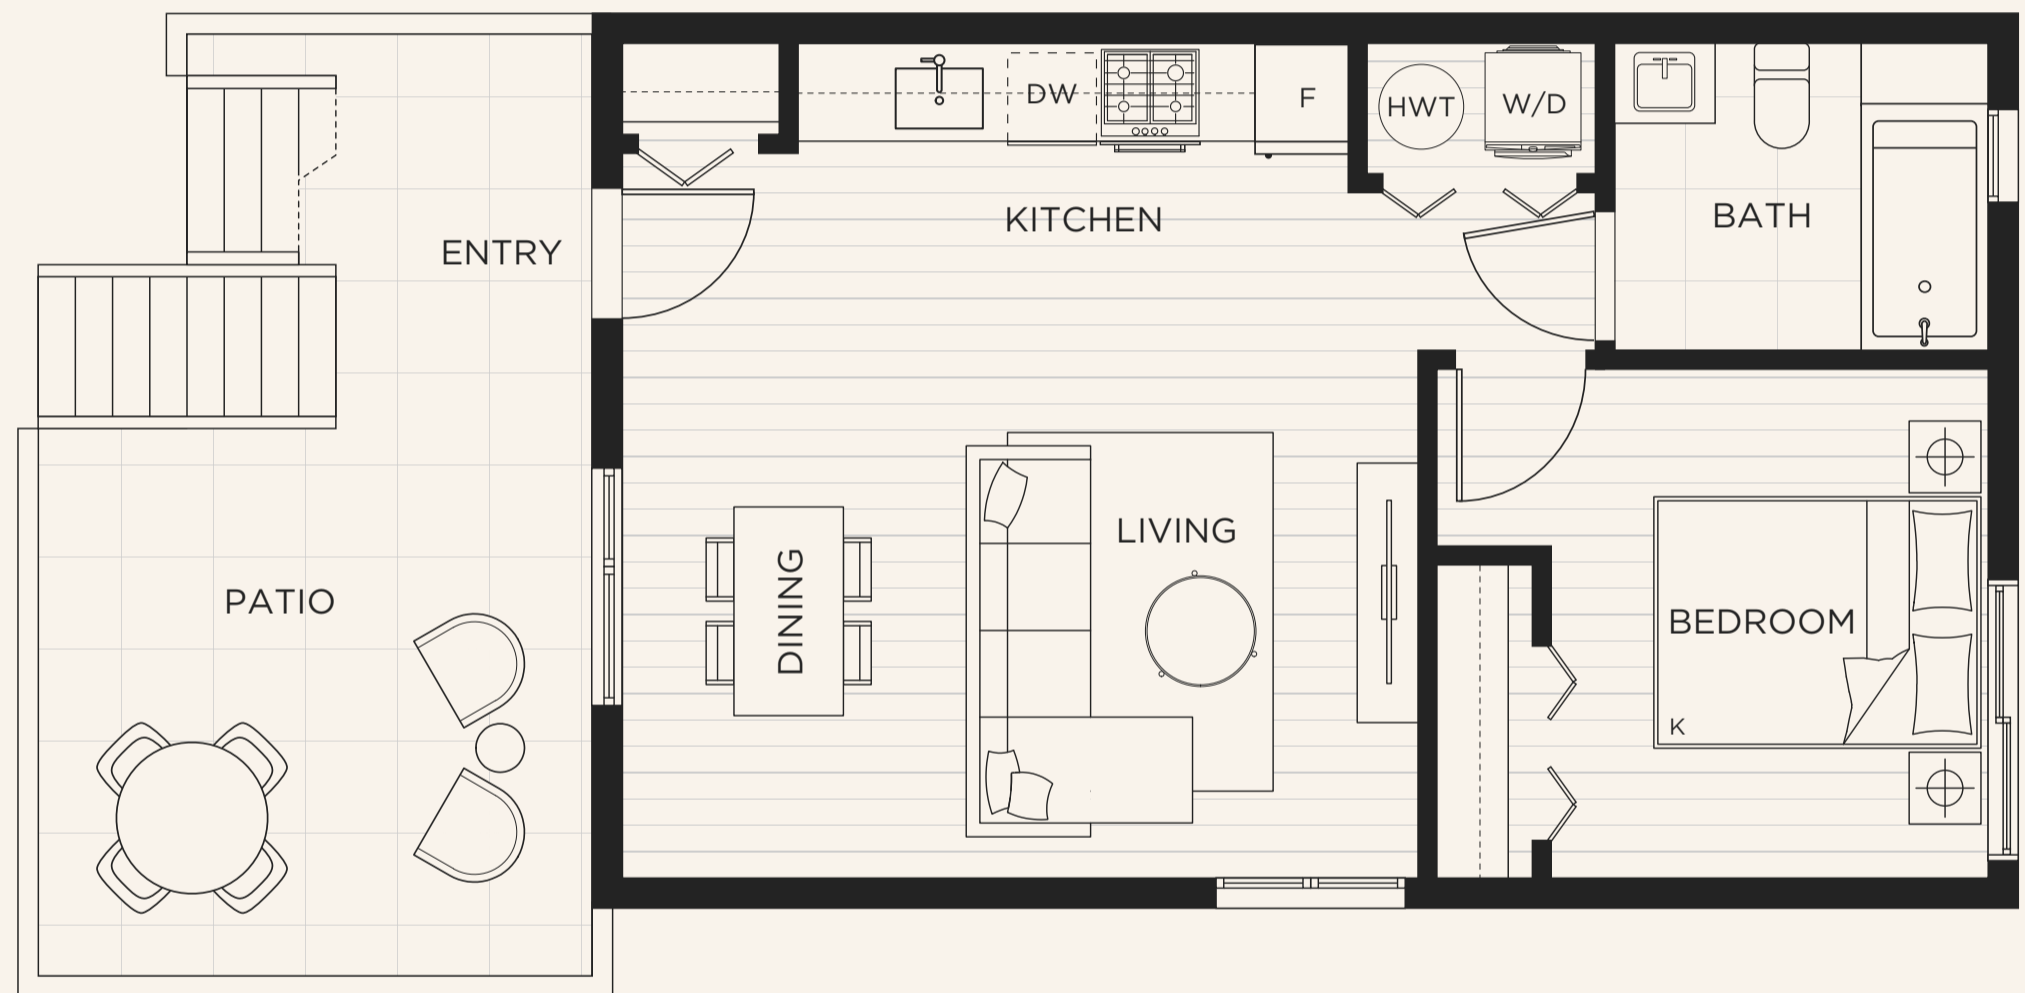 DW
F
HWT
W/D
KITCHEN
BATH
ENTRY
LIVING
DINING
PATIO
BEDROOM
K